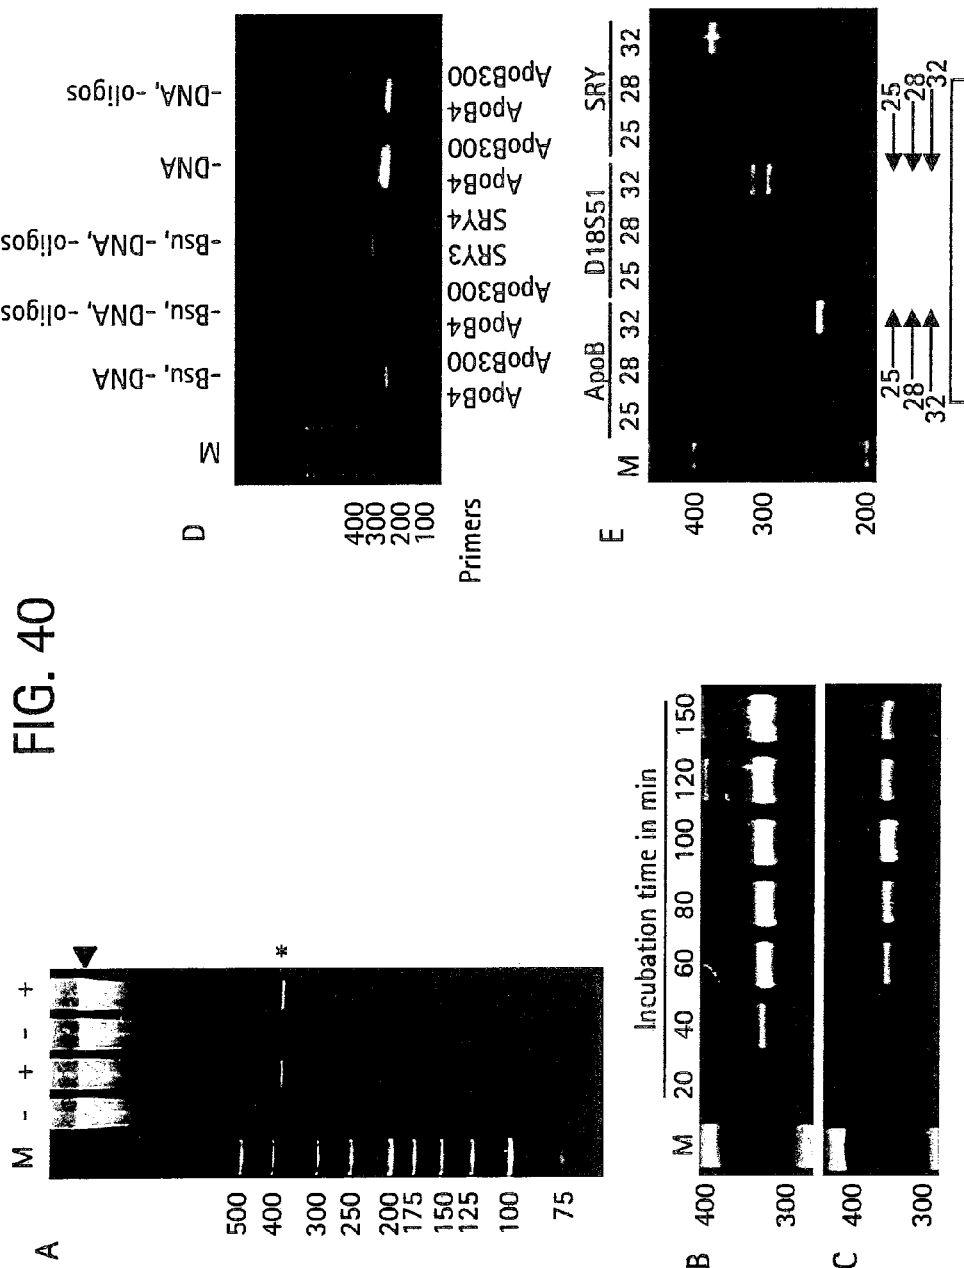 FIG. 40
A
M - + - +
500
400
300
250
200
175
150
125
100
75
*
B
Incubation time in min
M 20 40 60 80 100 120 150
400
300
C
400
300
D
M
-Bsu, -DNA
-Bsu, -DNA, -oligos
-Bsu, -DNA, -oligos
-DNA
-DNA, -oligos
400
300
200
100
Primers
ApoB4 ApoB300
ApoB4 ApoB300
SRY3 SRY4
ApoB4 ApoB300
ApoB4 ApoB300
E
ApoB D18S51 SRY
M 25 28 32 25 28 32 25 28 32
400
300
200
25 25
28 28
32 32